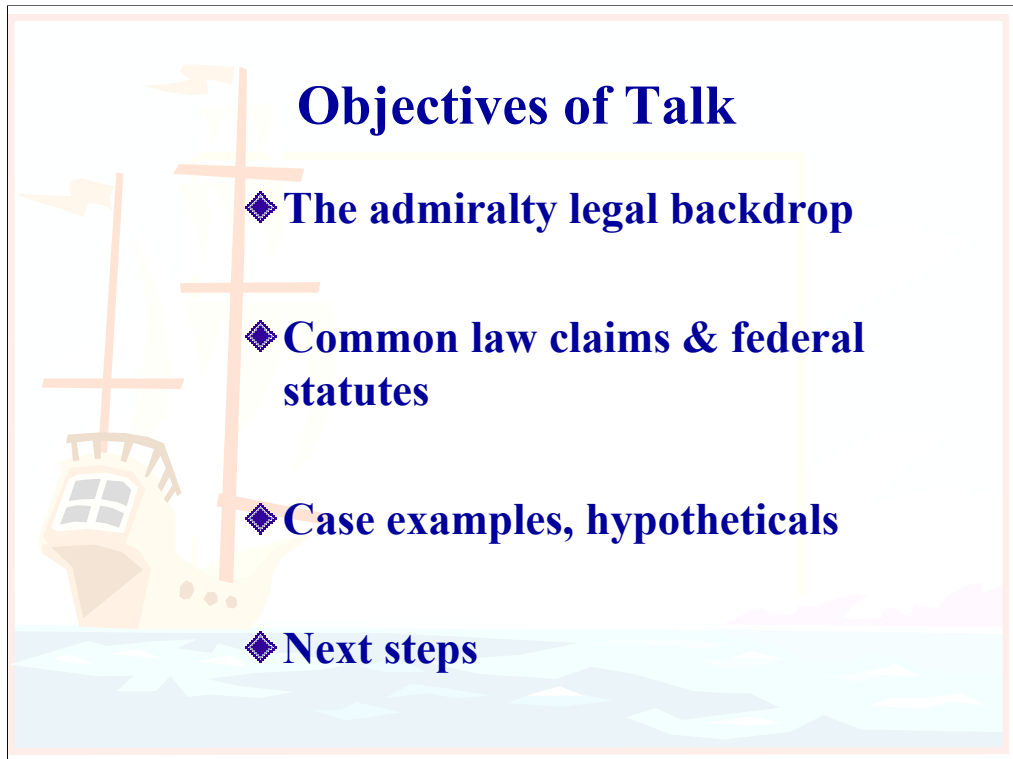 Objectives of Talk
The admiralty legal backdrop
Common law claims & federal
statutes
Case examples, hypotheticals
Next steps